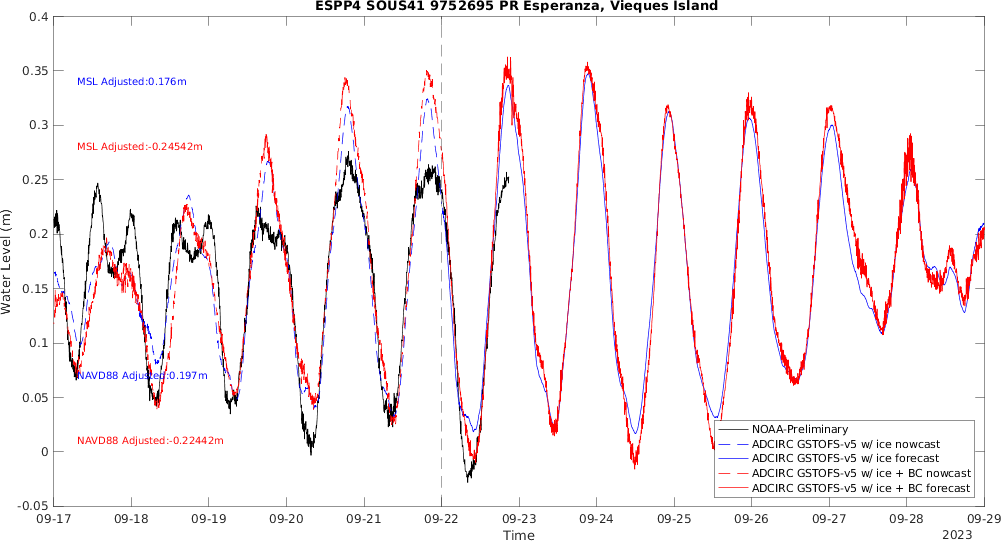 ESPP4 SOUS41 9752695 PR Esperanza, Vieques Island
0.4
0.35
0.3
0.25
0.2
0.15
0.1
0.05
0
-0.05
Water Level (m)
MSL Adjusted:0.176m
MSL Adjusted:-0.24542m
NAVD88 Adjusted:0.197m
NAVD88 Adjusted:-0.22442m
NOAA-Preliminary
ADCIRC GSTOFS-v5 w/ ice nowcast
ADCIRC GSTOFS-v5 w/ ice forecast
ADCIRC GSTOFS-v5 w/ ice + BC nowcast
ADCIRC GSTOFS-v5 w/ ice + BC forecast
09-17 09-18 09-19 09-20 09-21 09-22 09-23 09-24 09-25 09-26 09-27 09-28 09-29
Time
2023